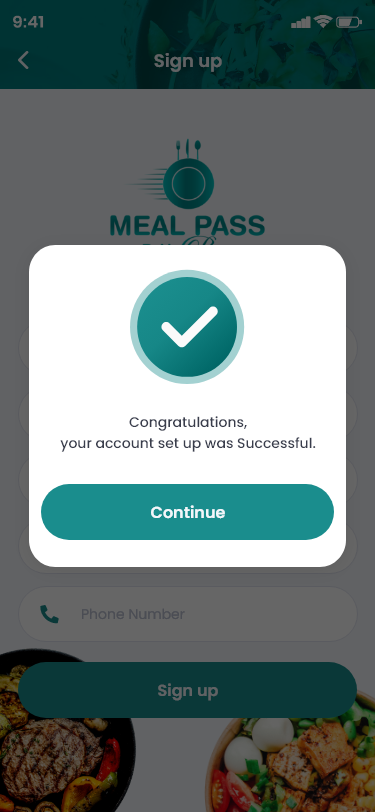 9:41
Sign up
MEAL PASS
Congratulations,
your account set up was Successful.
Continue
Phone Number
Sign up